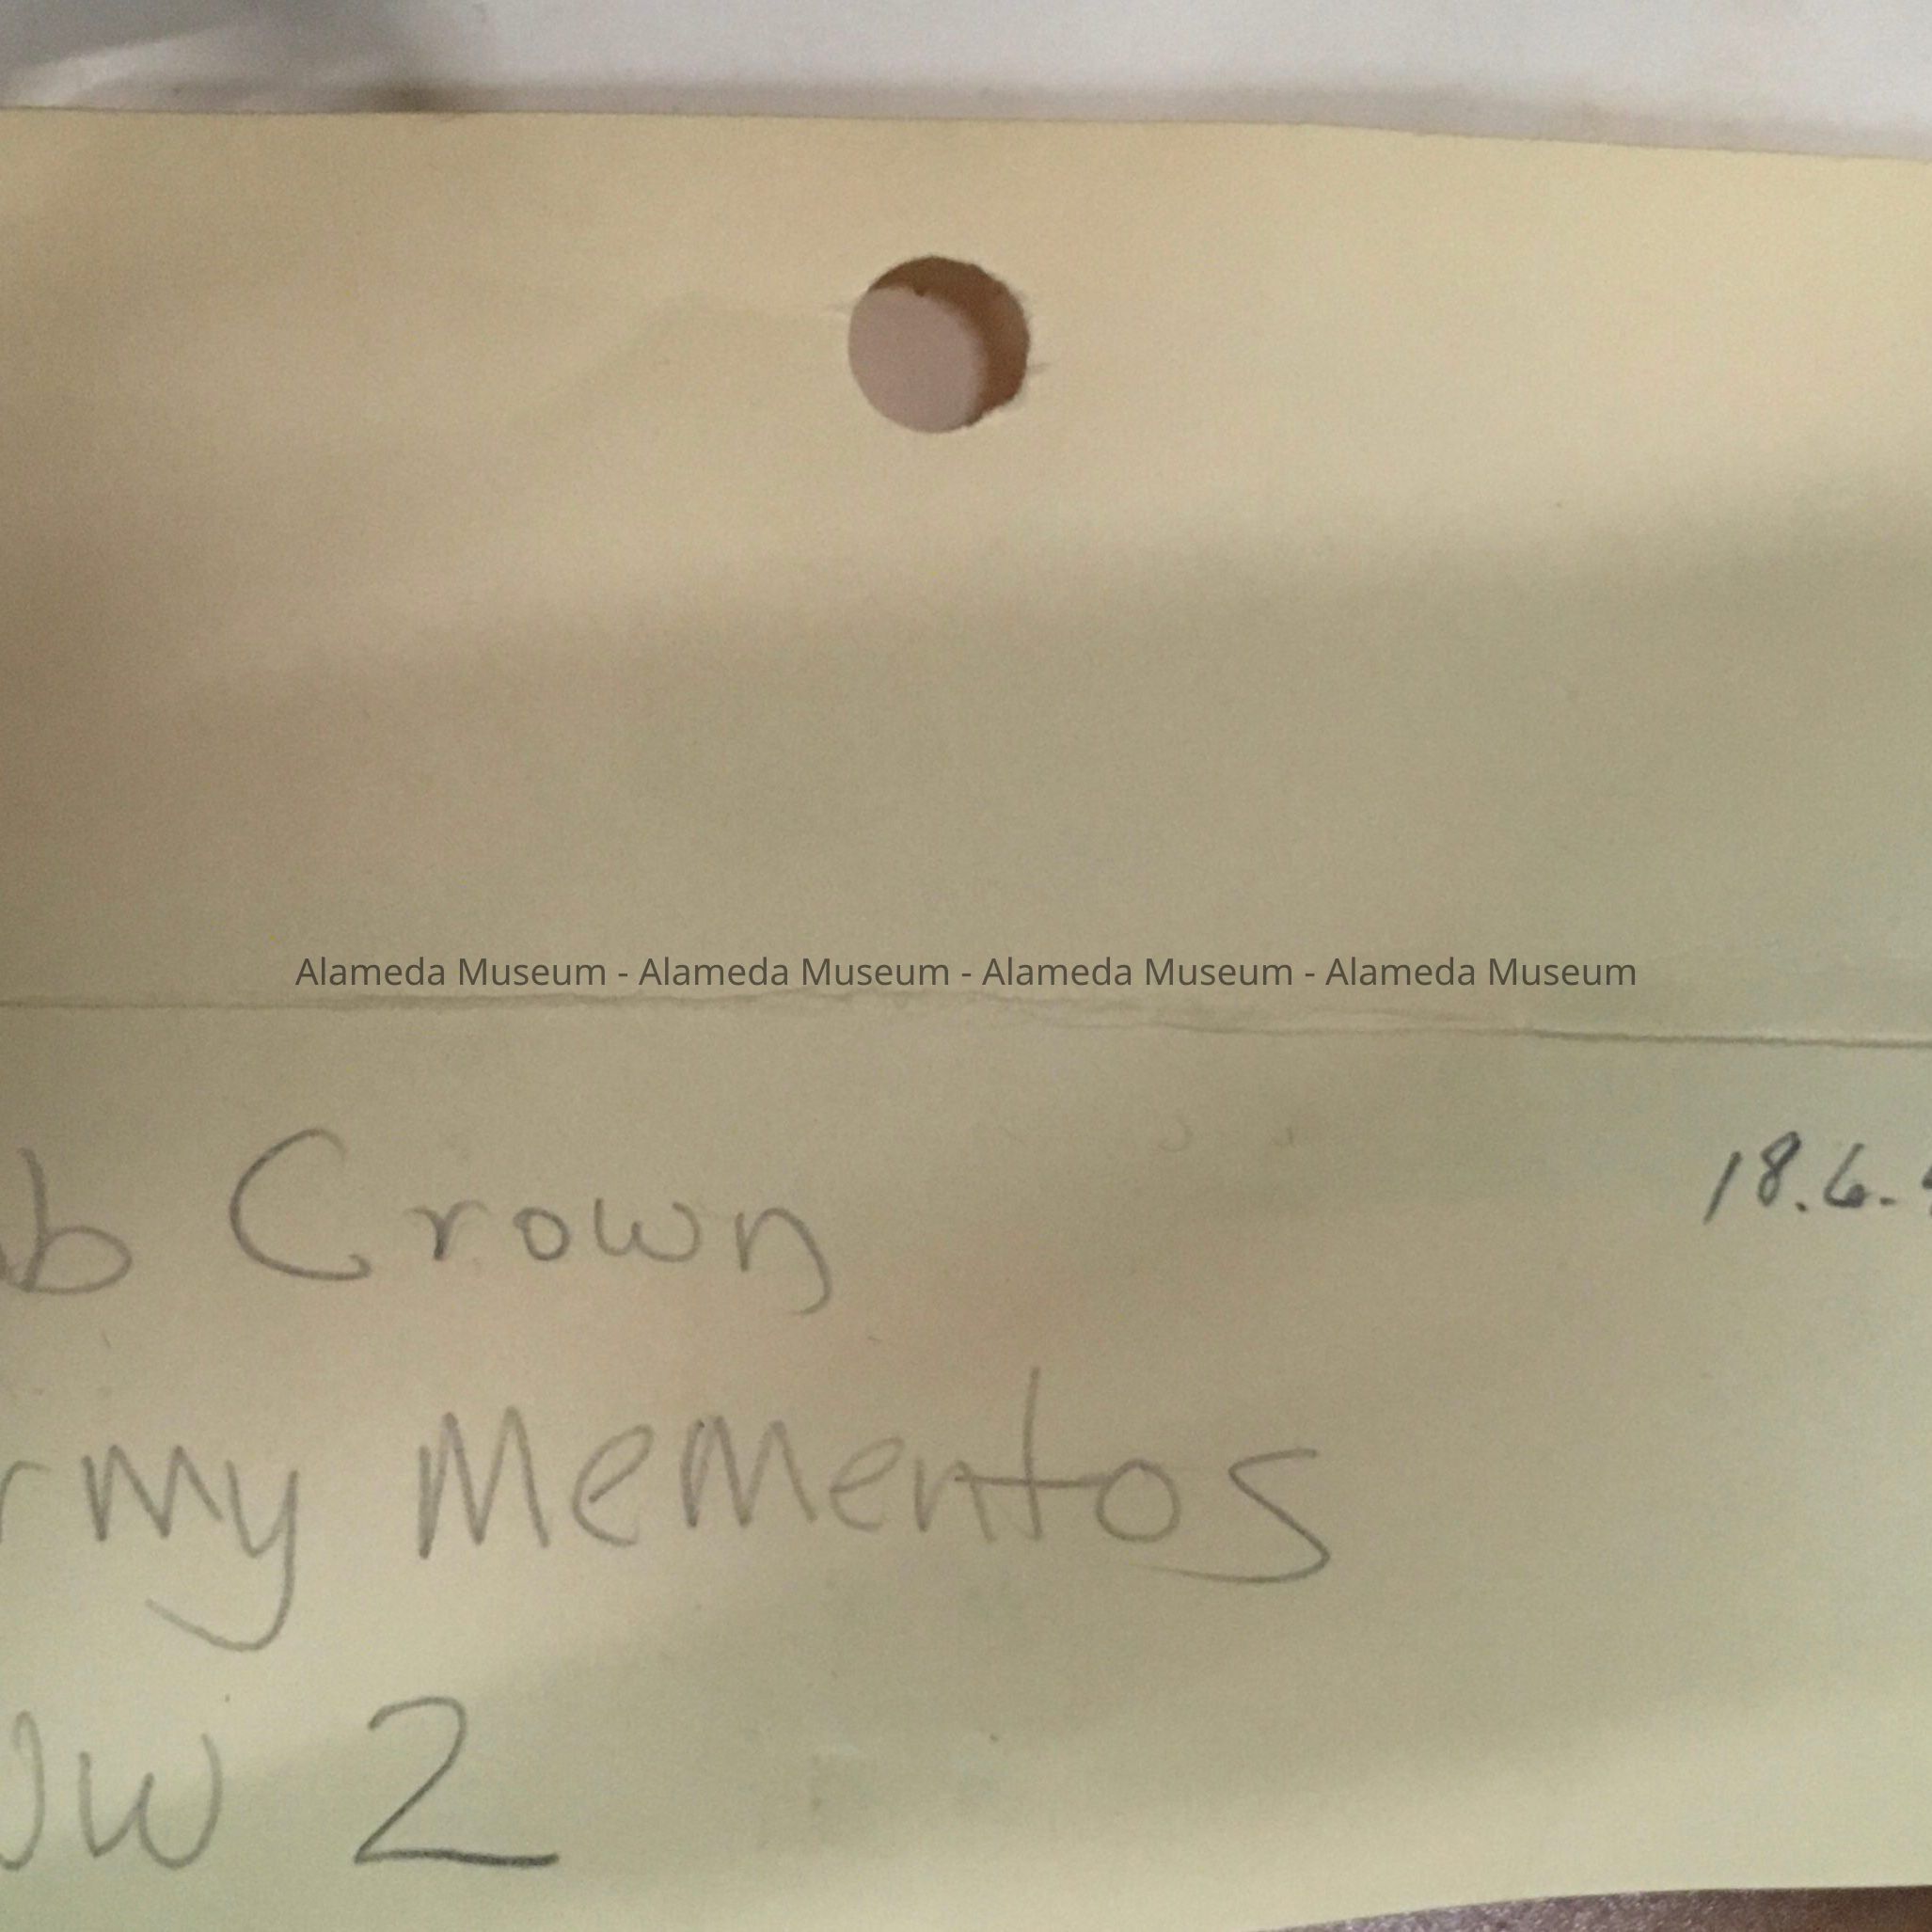 Alameda Museum - Alameda Museum - Alameda Museum - Alameda Museum
b Crown
18.6.
rmy Mementos
W 2